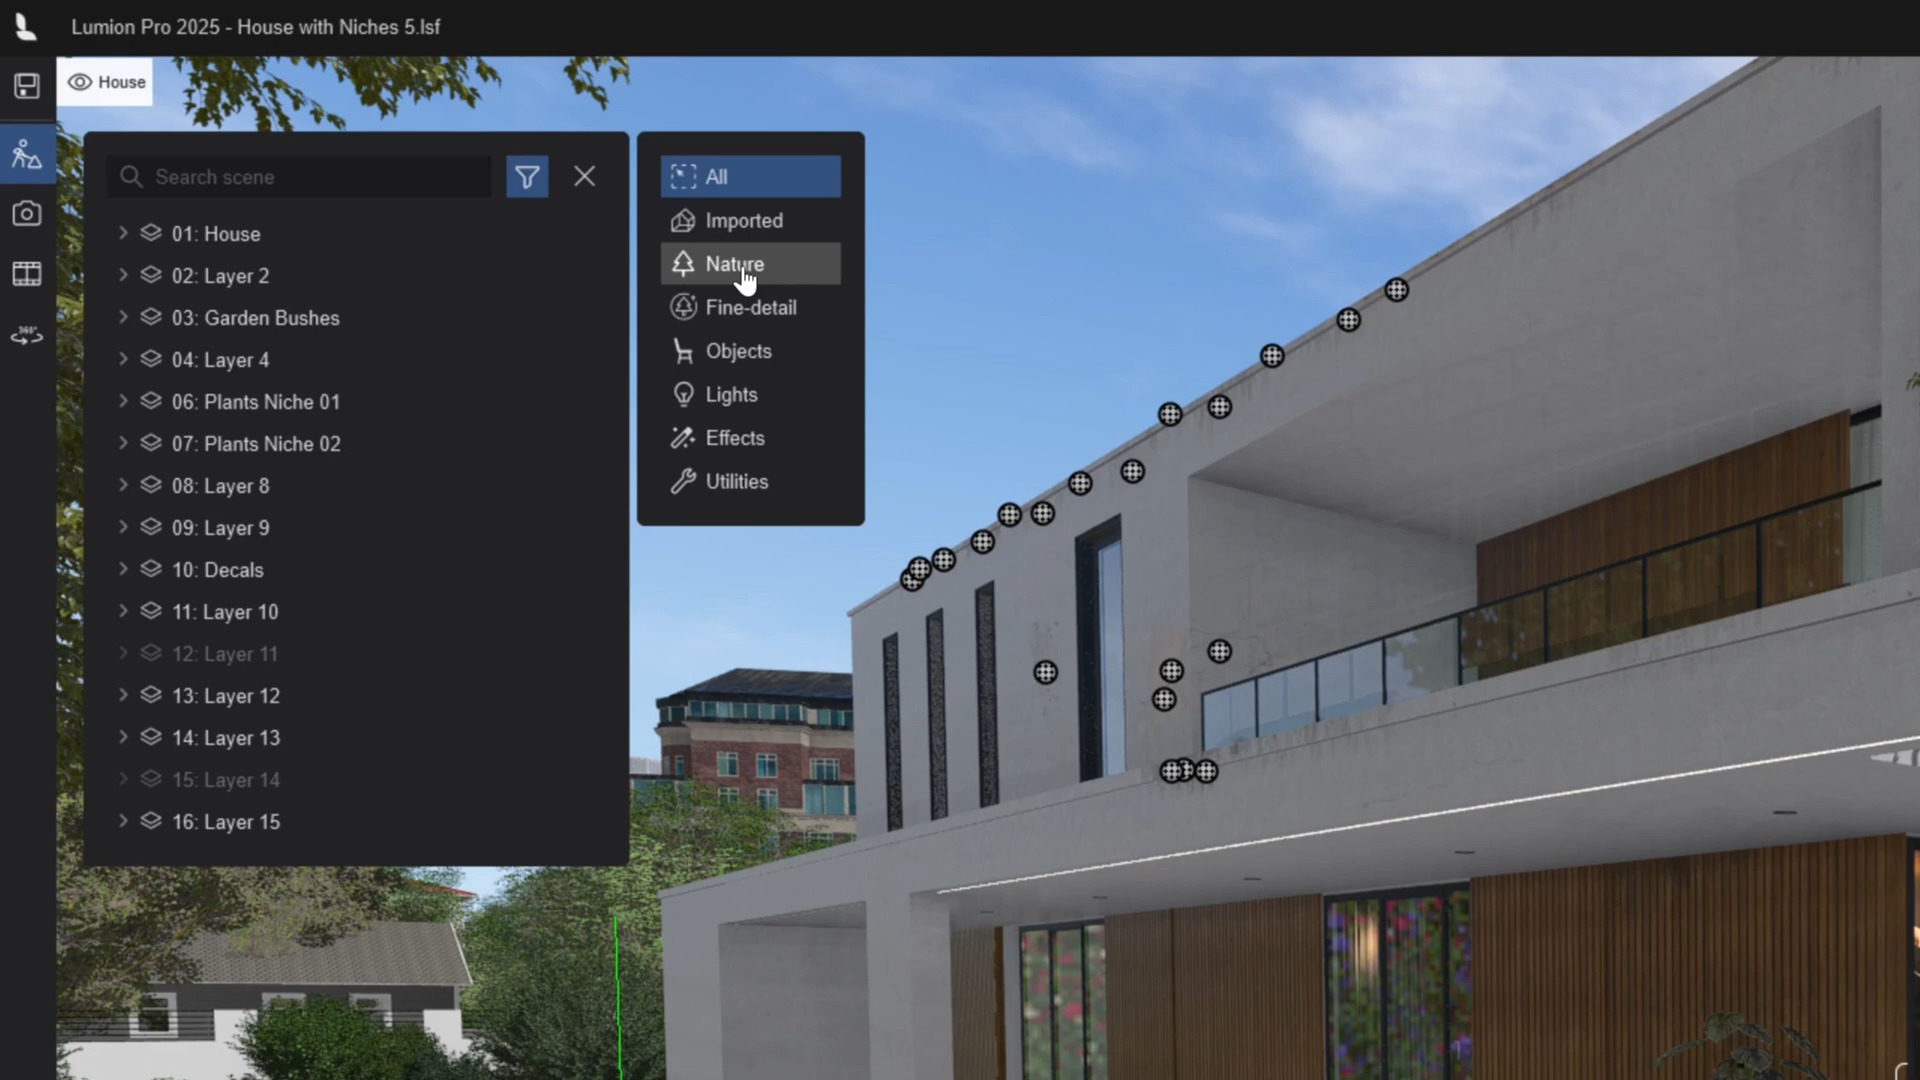 Lumion Pro 2025 - House with Niches 5.lsf
House
Search scene
01: House
02: Layer 2
03: Garden Bushes
04: Layer 4
06: Plants Niche 01
07: Plants Niche 02
08: Layer 8
09: Layer 9
10: Decals
11: Layer 10
12: Layer 11
13: Layer 12
14: Layer 13
15: Layer 14
16: Layer 15
All
Imported
Nature
Fine-detail
Objects
Lights
Effects
Utilities
360°